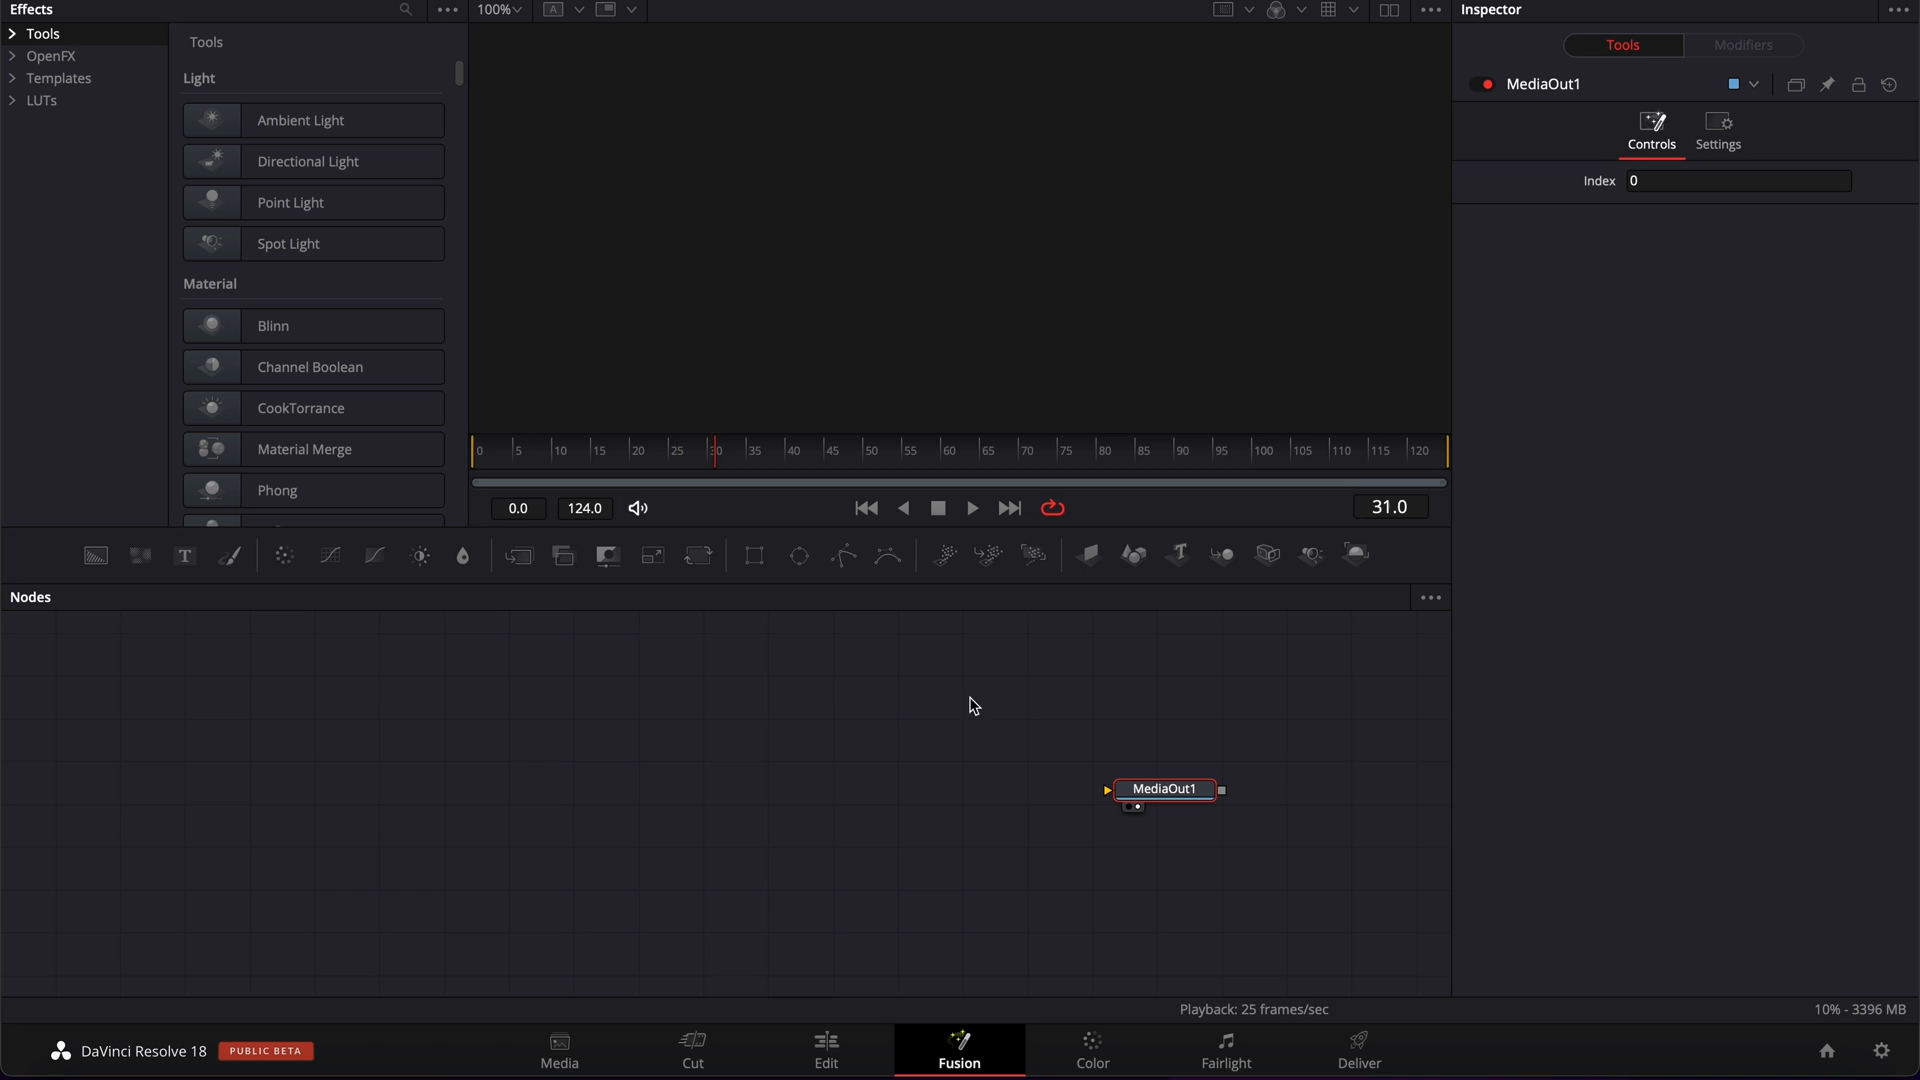 Effects
100%
A
Inspector
Tools
OpenFX
Templates
LUTs
Tools
Light
Ambient Light
Directional Light
Point Light
Spot Light
Material
Blinn
Channel Boolean
CookTorrance
Material Merge
Phong
Tools
Modifiers
MediaOut1
Controls
Settings
Index
0
0 5 10 15 20 25 30 35 40 45 50 55 60 65 70 75 80 85 90 95 100 105 110 115 120
0.0
124.0
31.0
T
T
Nodes
MediaOut1
Playback: 25 frames/sec
10% - 3396 MB
DaVinci Resolve 18
PUBLIC BETA
Media
Cut
Edit
Fusion
Color
Fairlight
Deliver